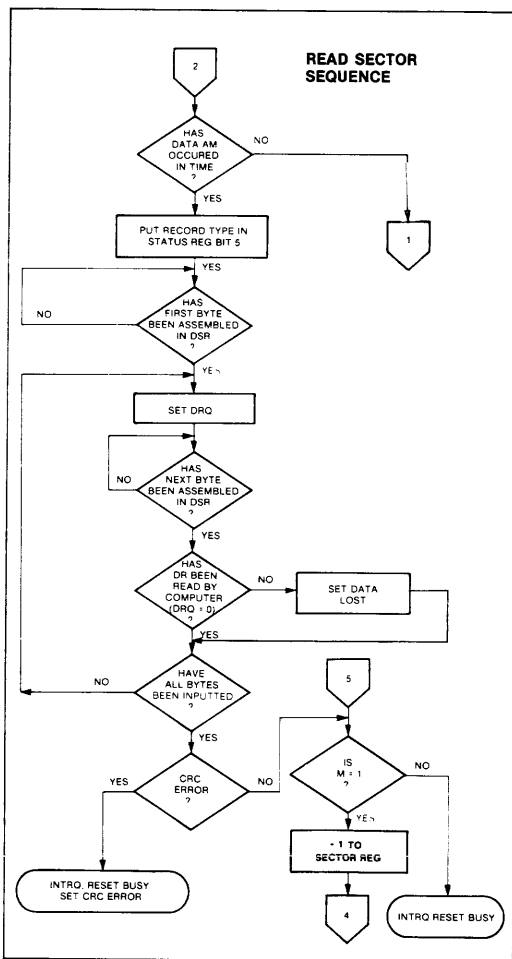 READ SECTOR
SEQUENCE
2
HAS
DATA AM
OCCURED
IN TIME
?
NO
YES
1
PUT RECORD TYPE IN
STATUS REG BIT 5
YES
NO
HAS
FIRST BYTE
BEEN ASSEMBLED
IN DSR
?
YES
SET DRQ
NO
HAS
NEXT BYTE
BEEN ASSEMBLED
IN DSR
?
YES
HAS
DR BEEN
READ BY
COMPUTER
(DRQ = 0)
?
NO
SET DATA
LOST
YES
NO
HAVE
ALL BYTES
BEEN INPUTTED
?
5
YES
YES
CRC
ERROR
?
NO
IS
M = 1
?
NO
YES
+ 1 TO
SECTOR REG
INTRQ. RESET BUSY
SET CRC ERROR
4
INTRQ RESET BUSY